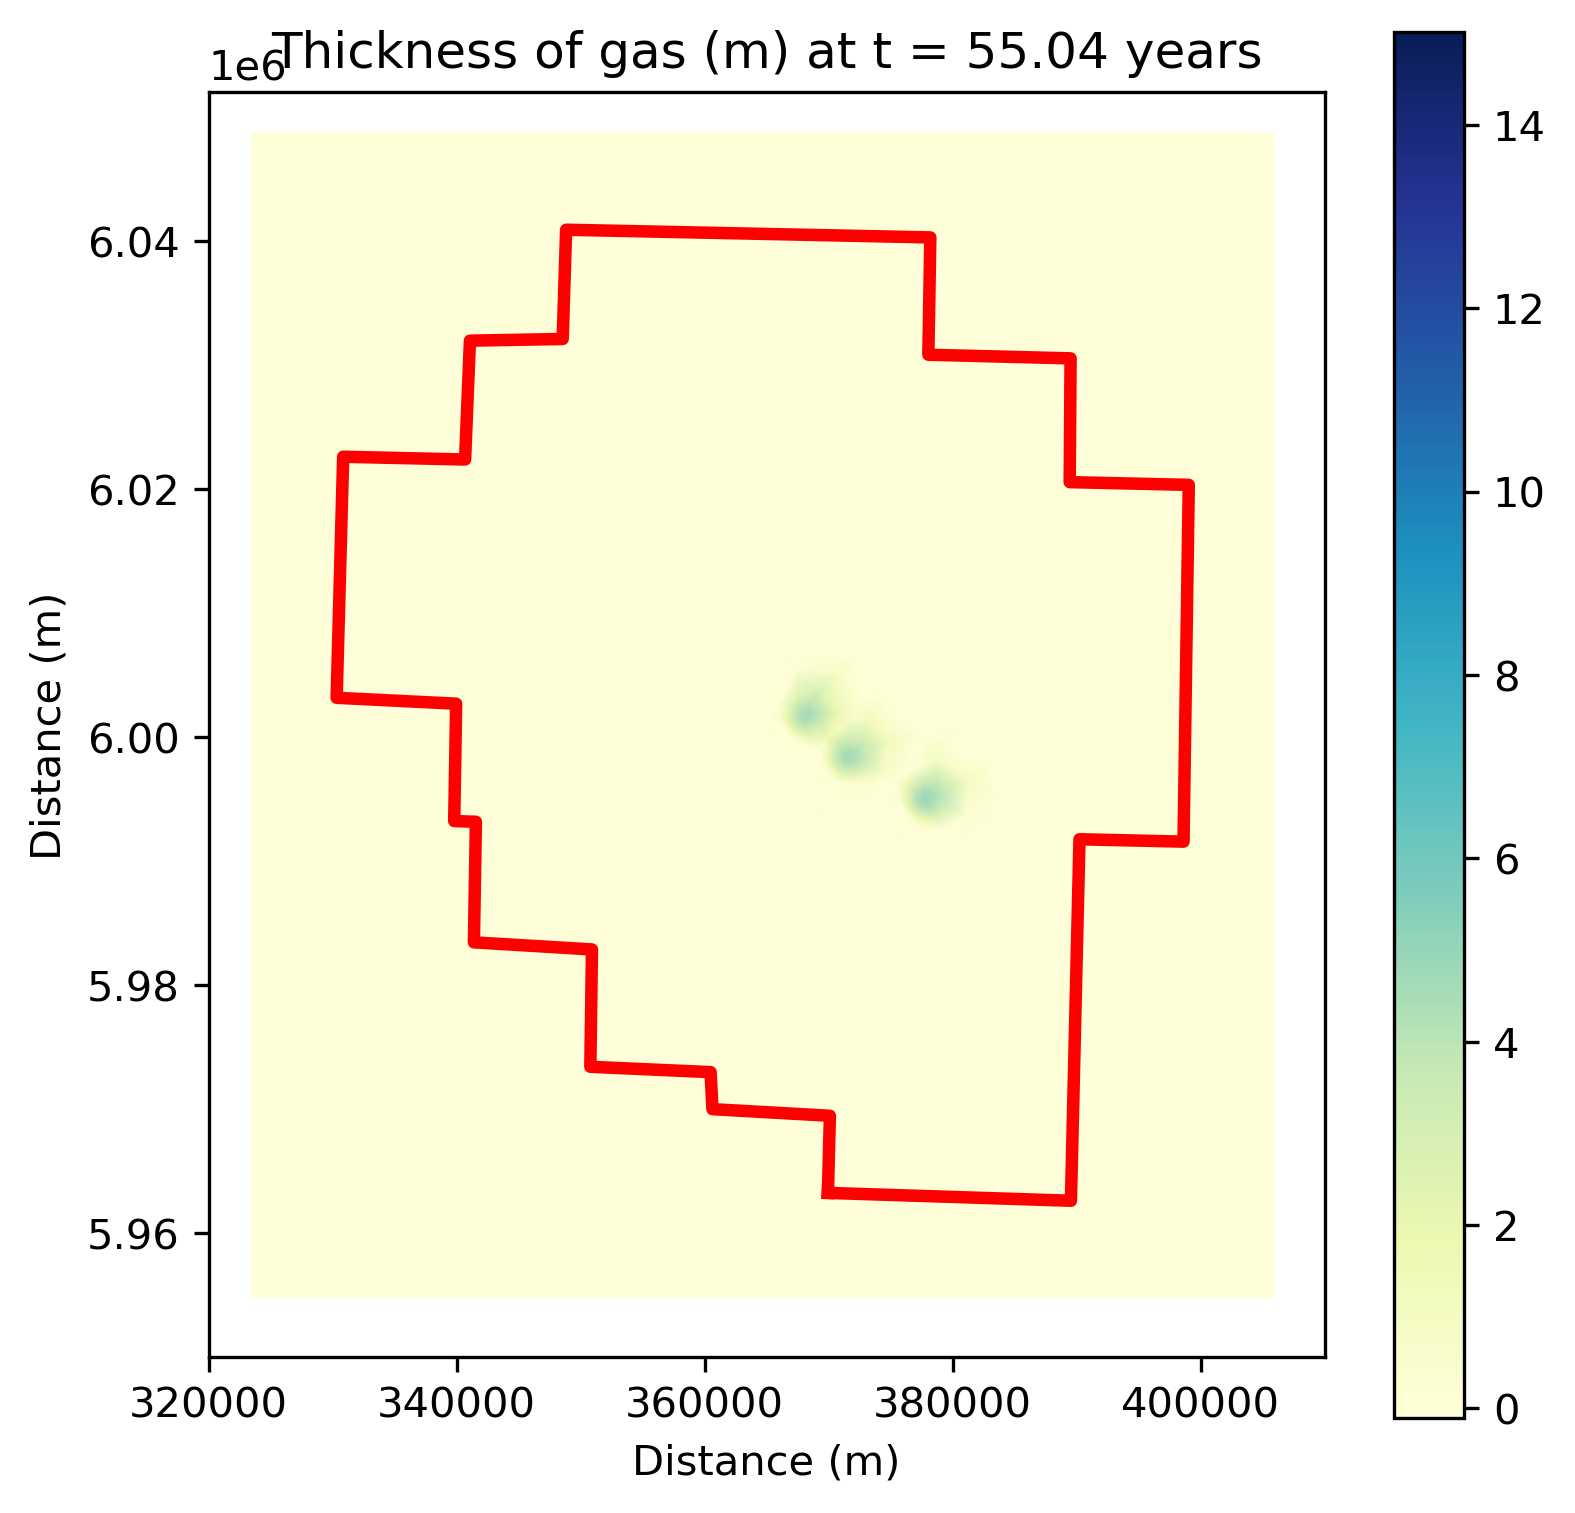 Thickness of gas (m) at t = 55.04 years
1e6
6.04
6.02
6.00
5.98
5.96
Distance (m)
320000 340000 360000 380000 400000
Distance (m)
14
12
10
8
6
4
2
0